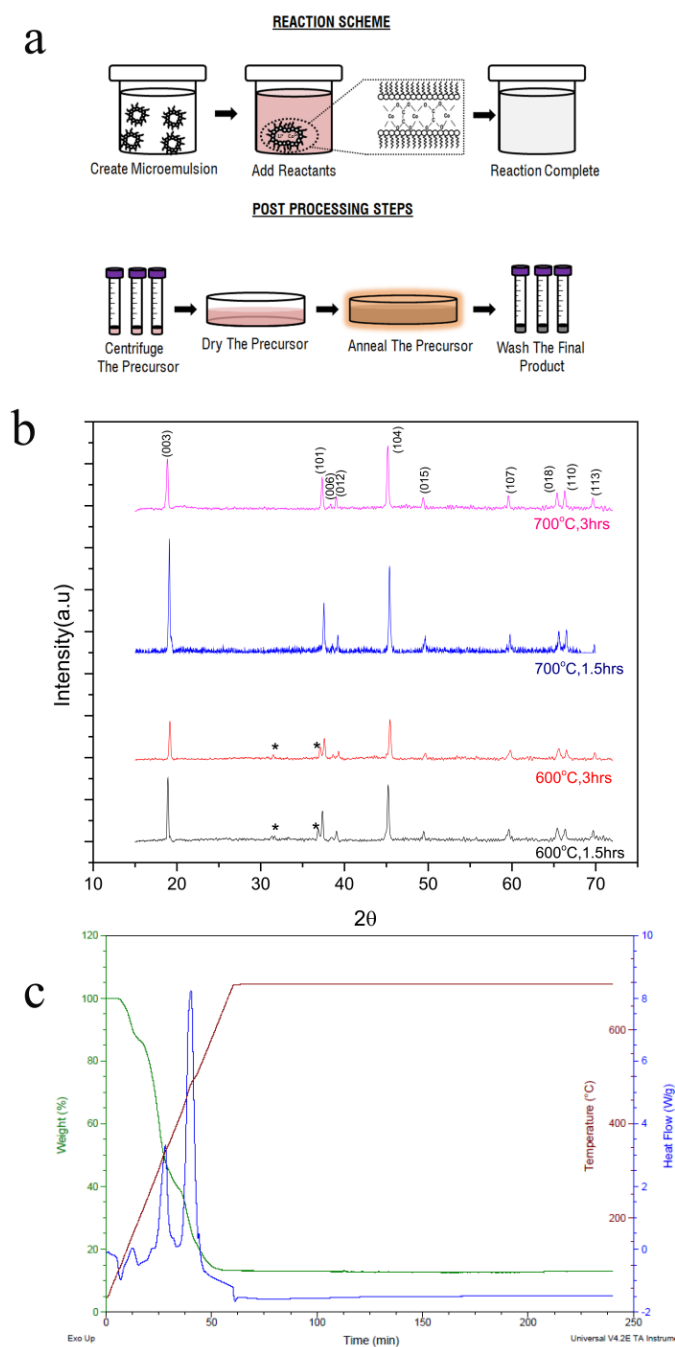 a
REACTION SCHEME
Create Microemulsion
Add Reactants
Reaction Complete
POST PROCESSING STEPS
Centrifuge
The Precursor
Dry The Precursor
Anneal The Precursor
Wash The Final
Product
b
Intensity(a.u)
(003)
(101)
(006)
(012)
(104)
(015)
(107)
(018)
(110)
(113)
700°C,3hrs
700°C,1.5hrs
* *
600°C,3hrs
* *
600°C,1.5hrs
10 20 30 40 50 60 70
2θ
c
Weight (%)
120
100
80
60
40
20
0
Temperature (°C)
600
400
200
Heat Flow (W/g)
10
8
6
4
2
0
-2
0 50 100 150 200 250
Exo Up
Time (min)
Universal V4.2E TA Instrume